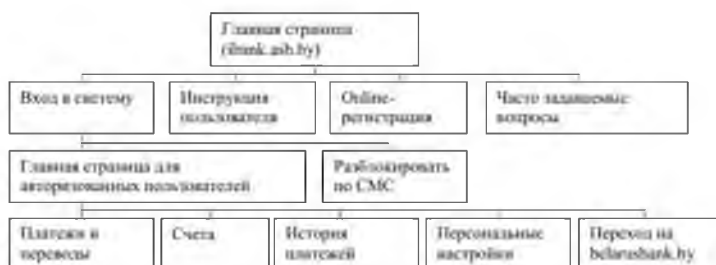 Главная страница
(ibank.asb.by)
Вход в систему
Инструкция
пользователя
Online-
регистрация
Часто задаваемые
вопросы
Главная страница для
авторизованных пользователей
Разблокировать
по СМС
Платежи и
переводы
Счета
История
платежей
Персональные
настройки
Переход на
belarusbank.by